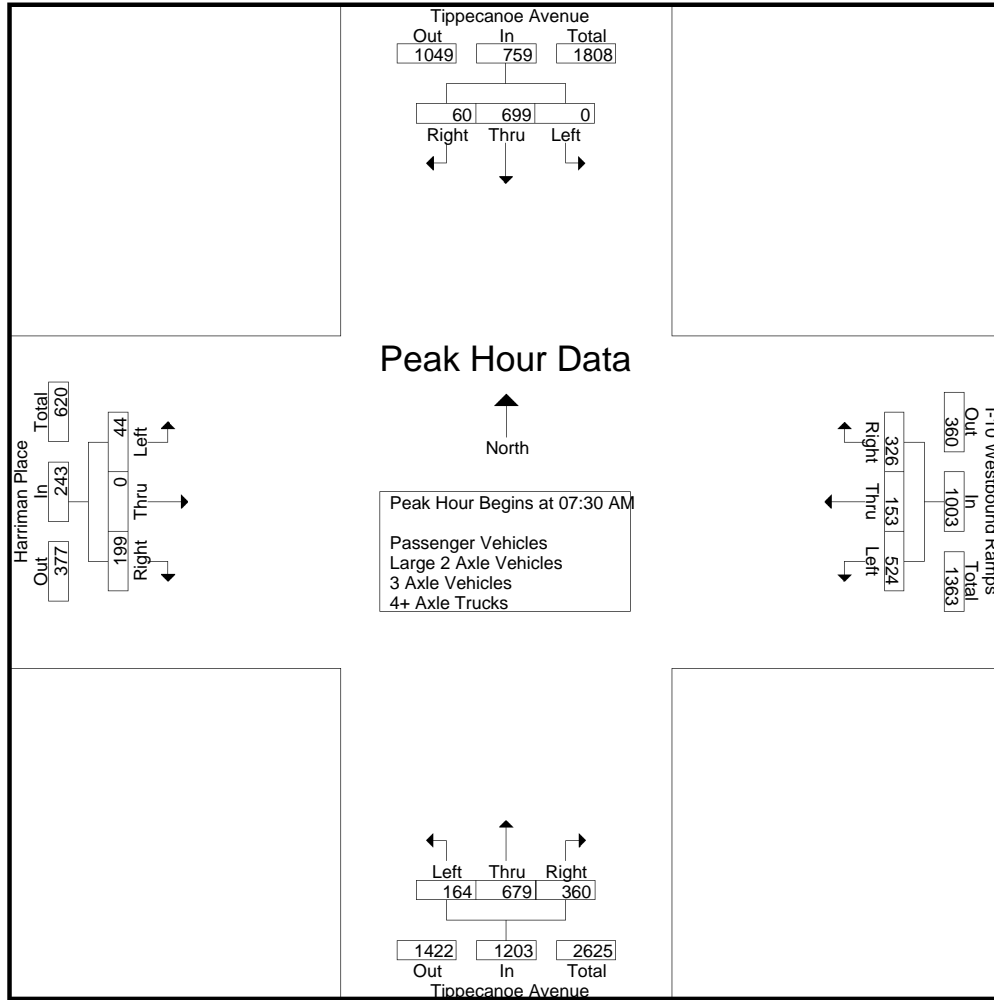 Tippecanoe Avenue
Out In Total
1049 759 1808
60 699 0
Right Thru Left
Peak Hour Data
North
Peak Hour Begins at 07:30 AM
Passenger Vehicles
Large 2 Axle Vehicles
3 Axle Vehicles
4+ Axle Trucks
Harriman Place
Out In Total
377 243 620
44 0 199
Left Thru Right
I-10 Westbound Ramps
Out In Total
360 1003 1363
326 153 524
Right Thru Left
Left Thru Right
164 679 360
1422 1203 2625
Out In Total
Tippecanoe Avenue